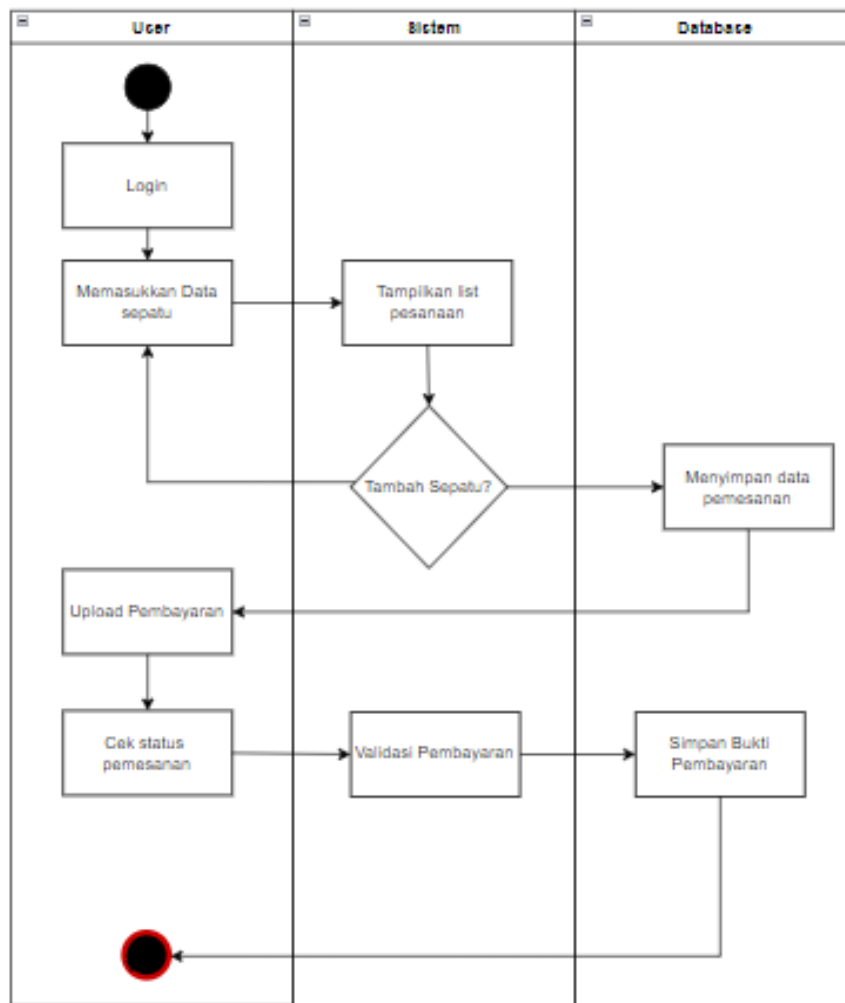 User
Sistem
Database
Login
Memasukkan Data
sepatu
Tampilkan list
pesanaan
Tambah Sepatu?
Menyimpan data
pemesanan
Upload Pembayaran
Cek status
pemesanan
Validasi Pembayaran
Simpan Bukti
Pembayaran